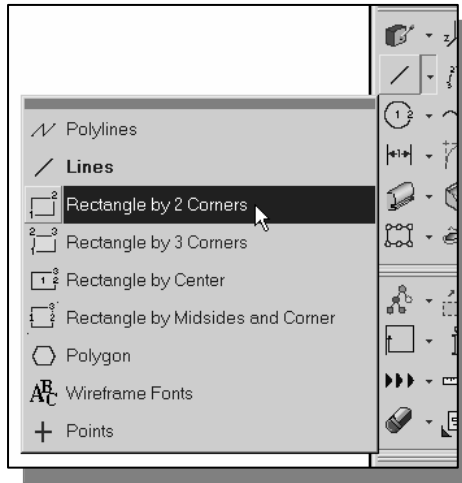 Polylines
Lines
Rectangle by 2 Corners
Rectangle by 3 Corners
Rectangle by Center
Rectangle by Midsides and Corner
Polygon
Wireframe Fonts
Points